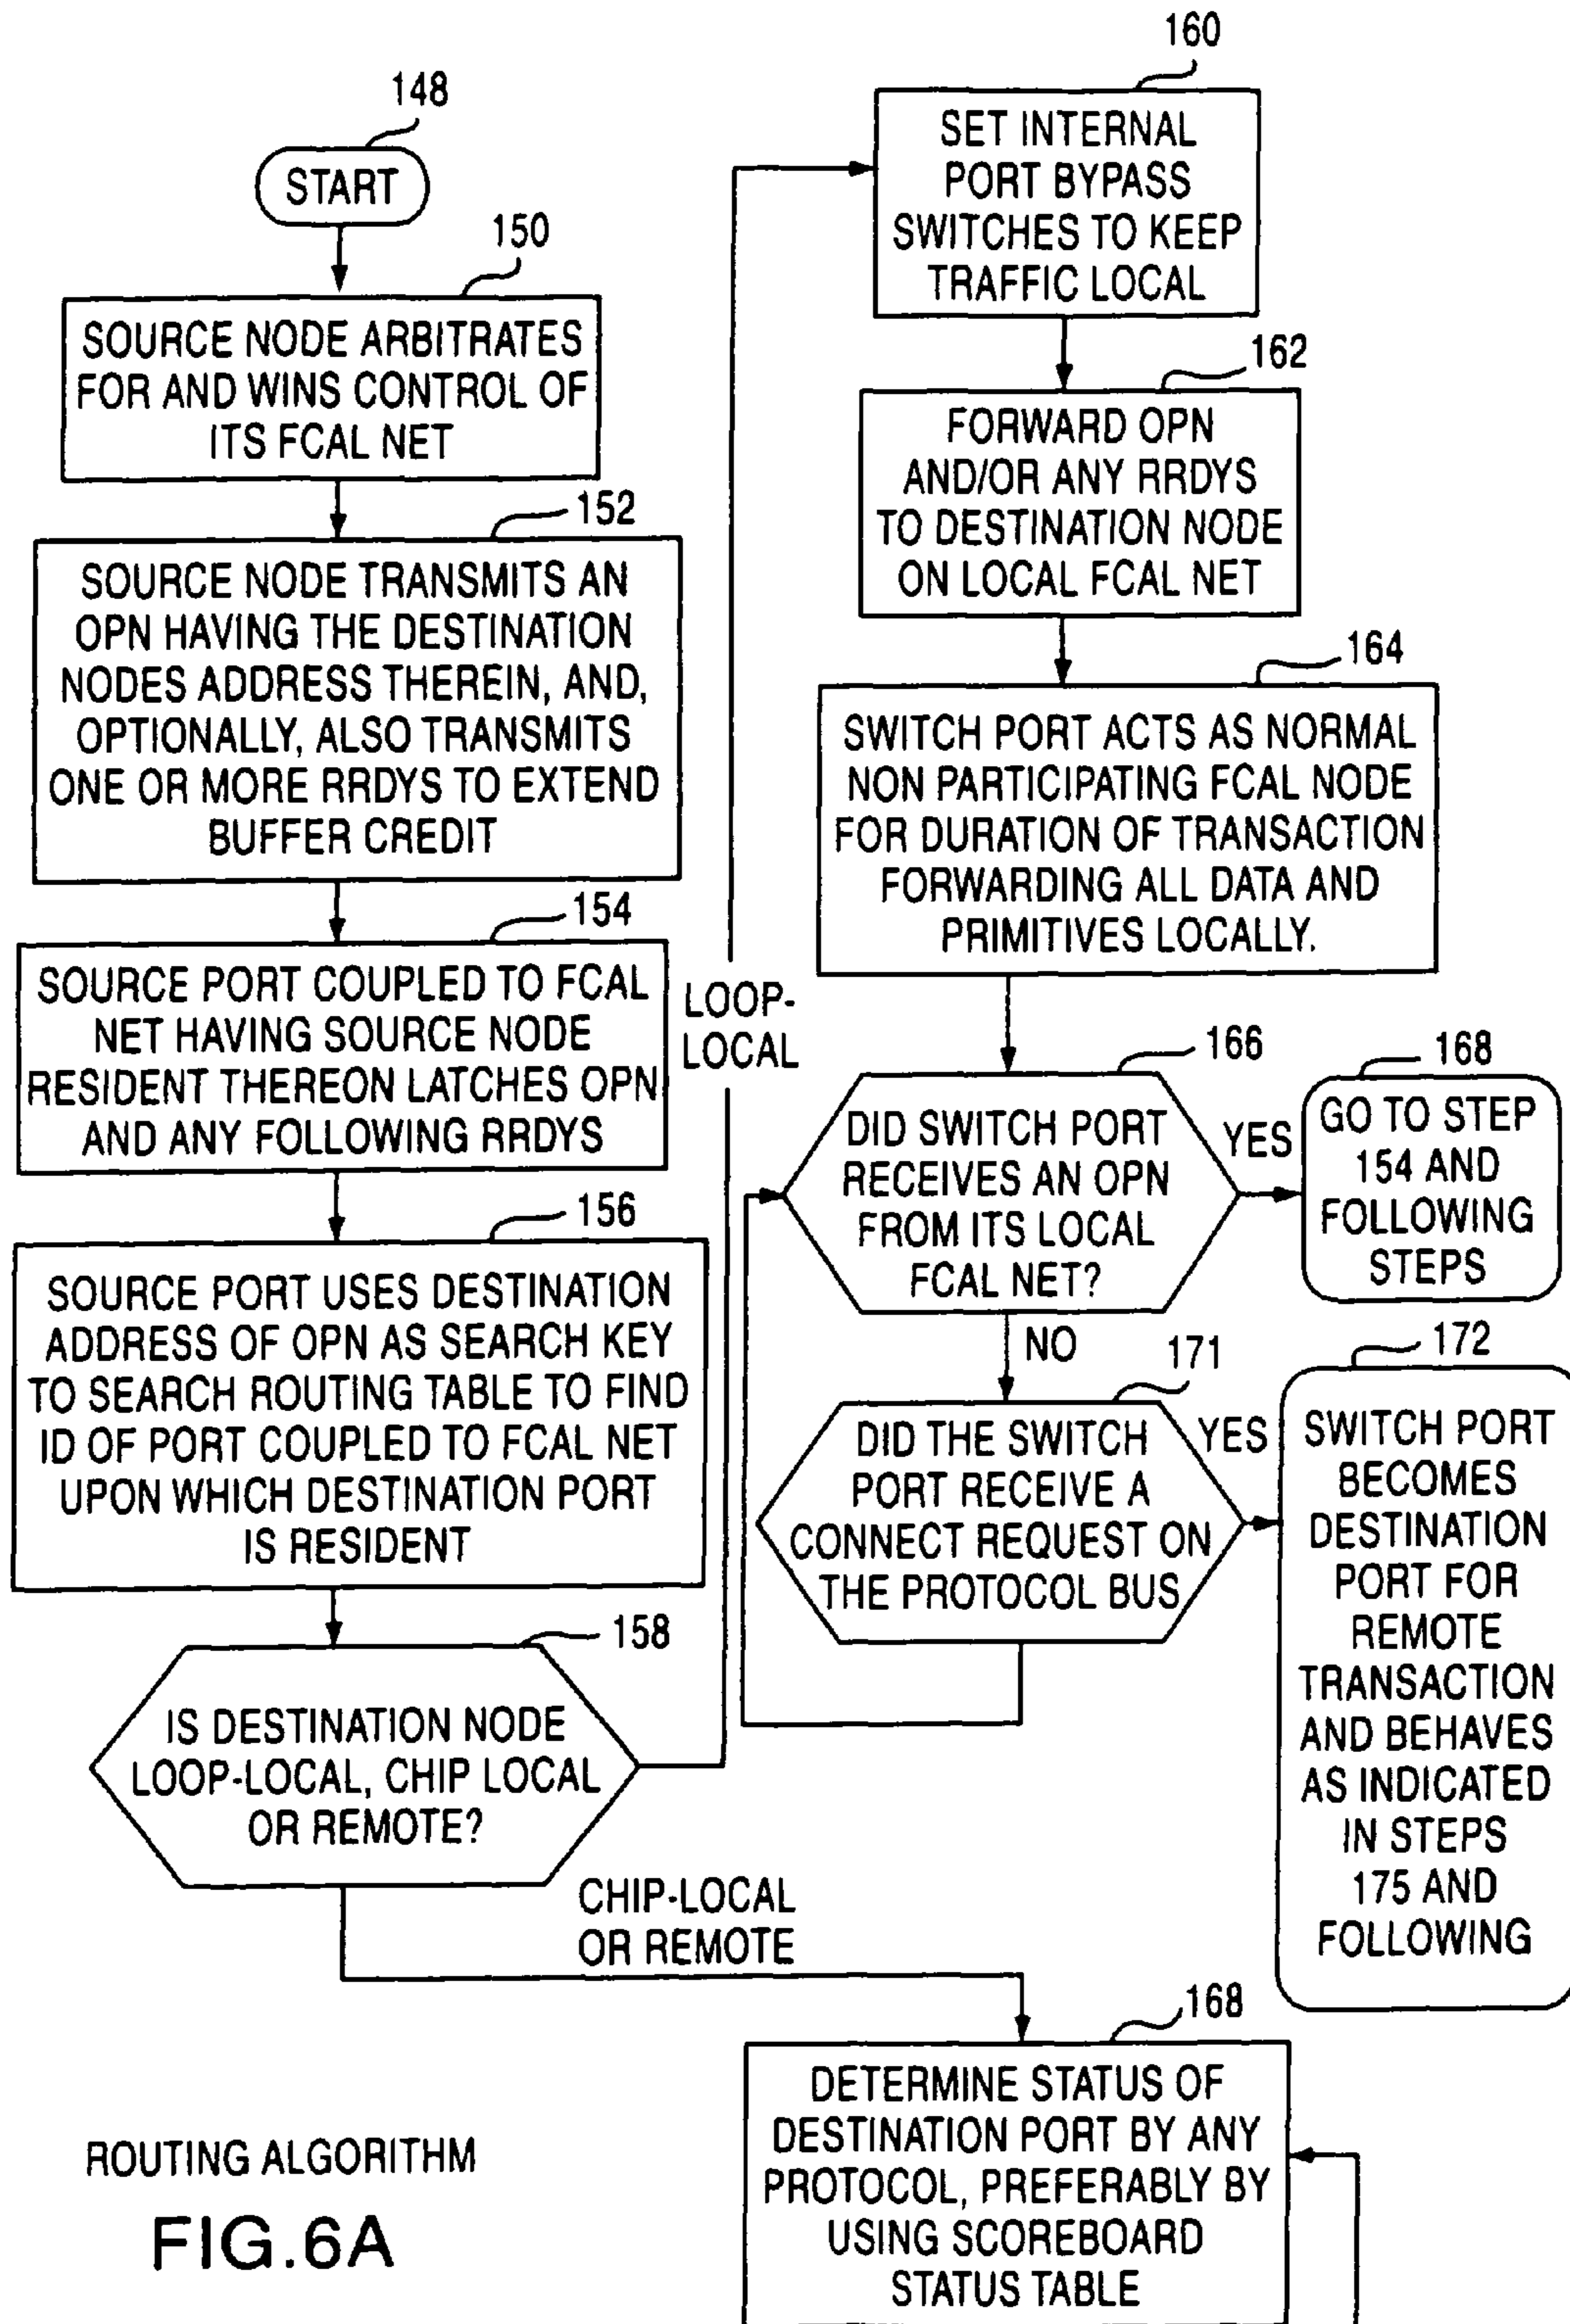 148
START
150
SOURCE NODE ARBITRATES
FOR AND WINS CONTROL OF
ITS FCAL NET
152
SOURCE NODE TRANSMITS AN
OPN HAVING THE DESTINATION
NODES ADDRESS THEREIN, AND,
OPTIONALLY, ALSO TRANSMITS
ONE OR MORE RRDYS TO EXTEND
BUFFER CREDIT
154
SOURCE PORT COUPLED TO FCAL
NET HAVING SOURCE NODE
RESIDENT THEREON LATCHES OPN
AND ANY FOLLOWING RRDYS
156
SOURCE PORT USES DESTINATION
ADDRESS OF OPN AS SEARCH KEY
TO SEARCH ROUTING TABLE TO FIND
ID OF PORT COUPLED TO FCAL NET
UPON WHICH DESTINATION PORT
IS RESIDENT
158
IS DESTINATION NODE
LOOP-LOCAL, CHIP LOCAL
OR REMOTE?
LOOP-
LOCAL
160
SET INTERNAL
PORT BYPASS
SWITCHES TO KEEP
TRAFFIC LOCAL
162
FORWARD OPN
AND/OR ANY RRDYS
TO DESTINATION NODE
ON LOCAL FCAL NET
164
SWITCH PORT ACTS AS NORMAL
NON PARTICIPATING FCAL NODE
FOR DURATION OF TRANSACTION
FORWARDING ALL DATA AND
PRIMITIVES LOCALLY.
166
DID SWITCH PORT
RECEIVES AN OPN
FROM ITS LOCAL
FCAL NET?
YES
168
GO TO STEP
154 AND
FOLLOWING
STEPS
NO
171
DID THE SWITCH
PORT RECEIVE A
CONNECT REQUEST ON
THE PROTOCOL BUS
YES
172
SWITCH PORT
BECOMES
DESTINATION
PORT FOR
REMOTE
TRANSACTION
AND BEHAVES
AS INDICATED
IN STEPS
175 AND
FOLLOWING
CHIP-LOCAL
OR REMOTE
168
DETERMINE STATUS OF
DESTINATION PORT BY ANY
PROTOCOL, PREFERABLY BY
USING SCOREBOARD
STATUS TABLE
ROUTING ALGORITHM
FIG.6A